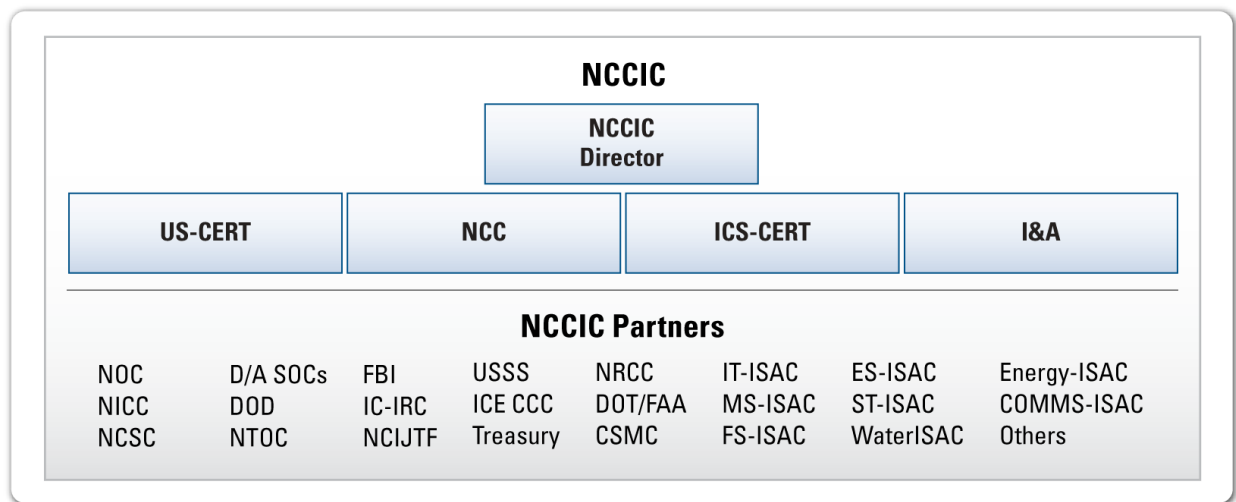 NCCIC
NCCIC
Director
US-CERT NCC ICS-CERT I&A
NCCIC Partners
NOC D/A SOCs FBI USSS NRCC IT-ISAC ES-ISAC Energy-ISAC
NICC DOD IC-IRC ICE CCC DOT/FAA MS-ISAC ST-ISAC COMMS-ISAC
NCSC NTOC NCIJTF Treasury CSMC FS-ISAC WaterISAC Others